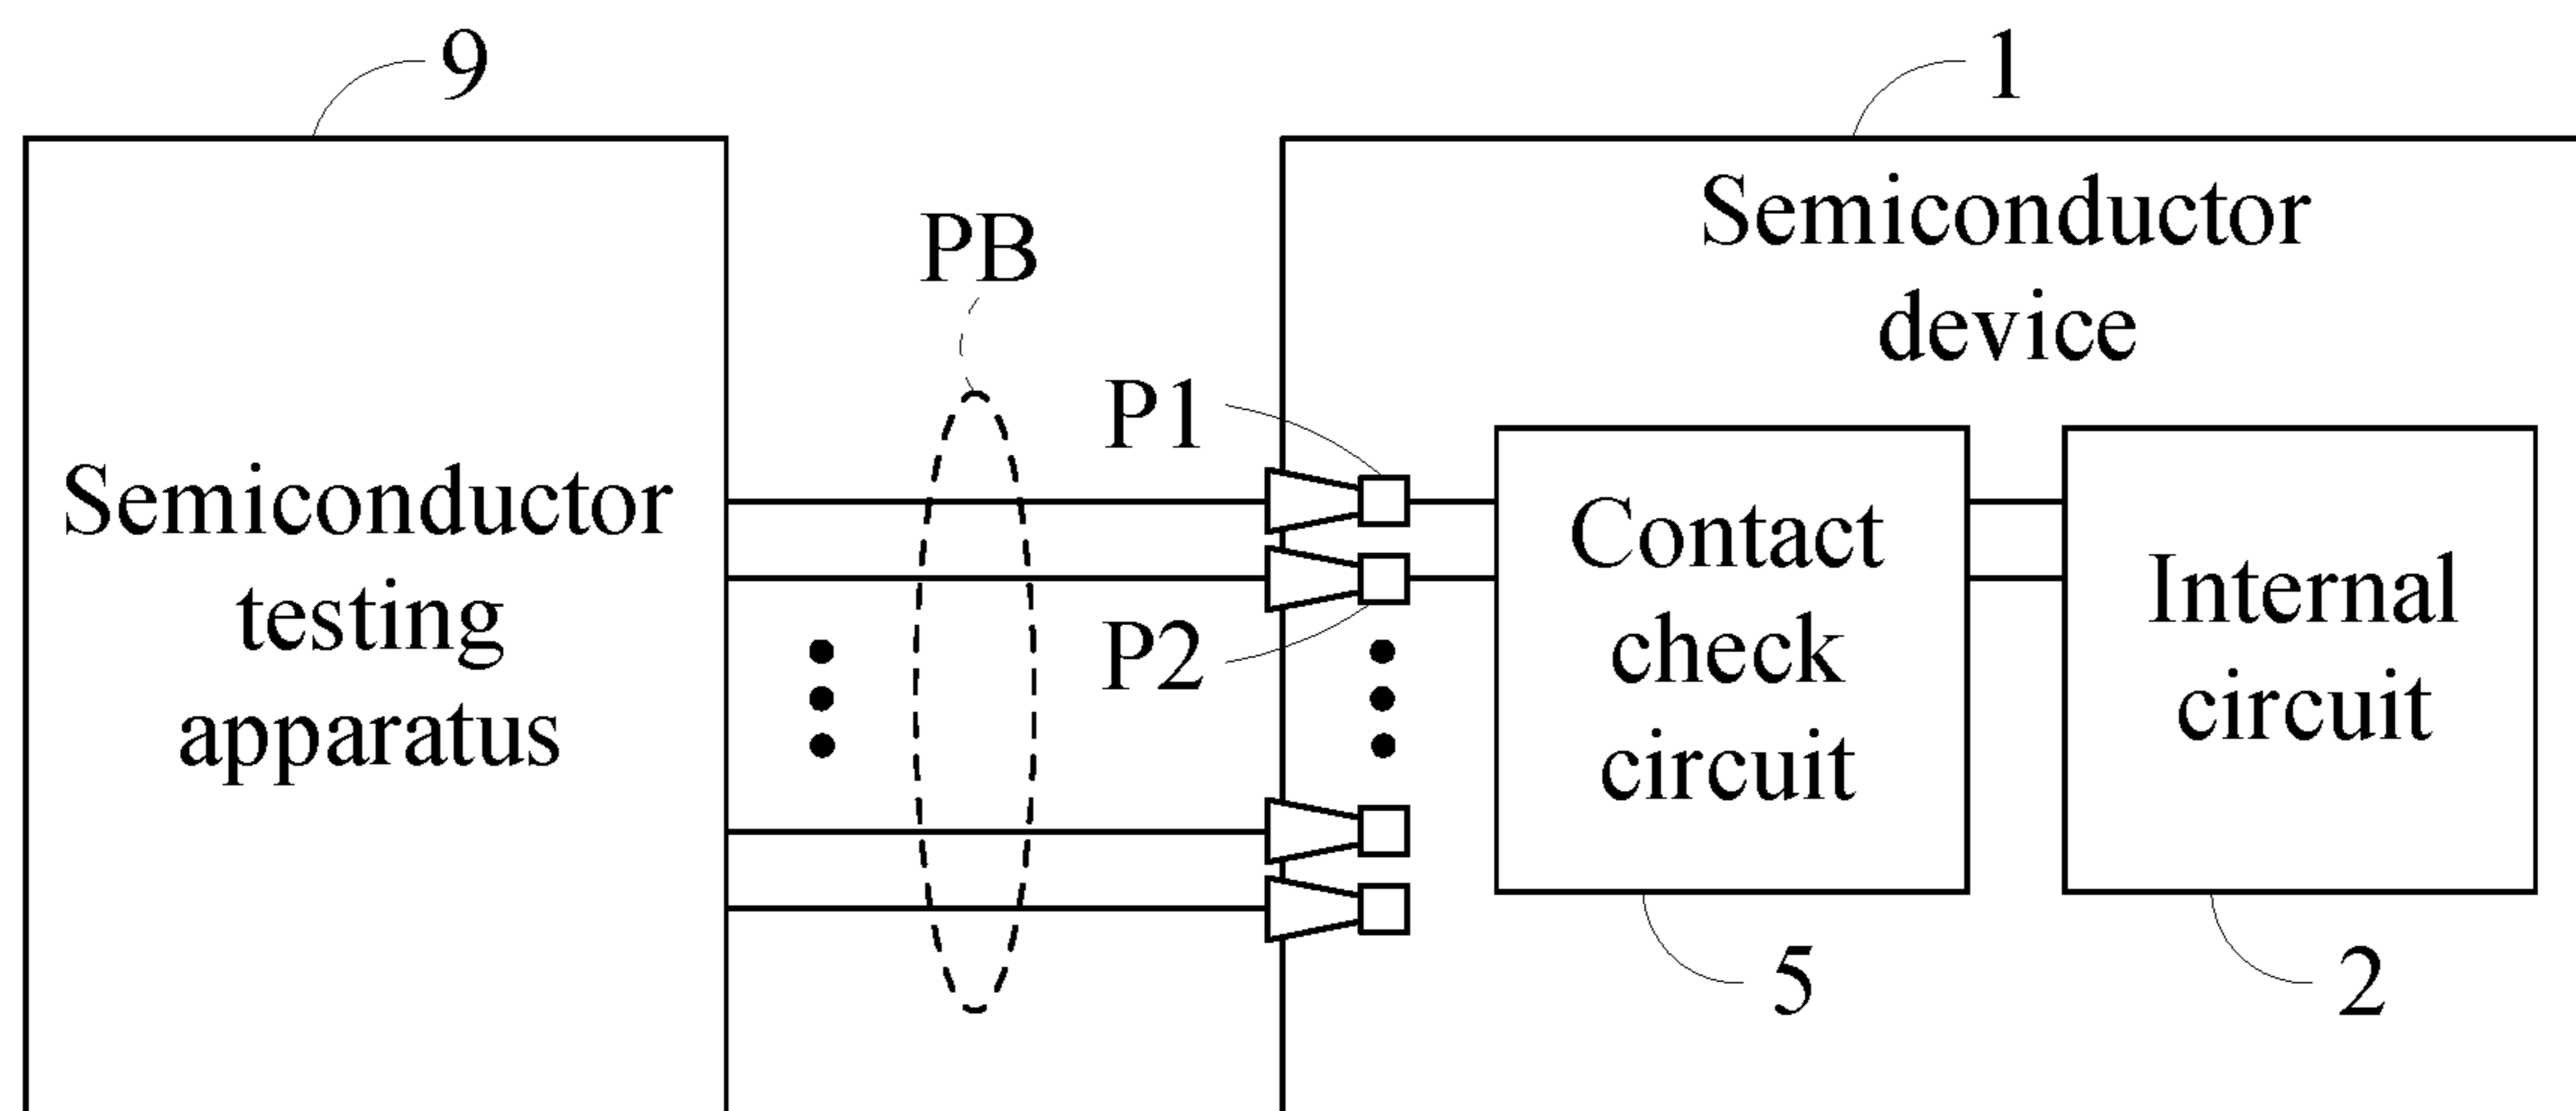 9
1
Semiconductor
device
PB
P1
P2
Semiconductor
testing
apparatus
Contact
check
circuit
Internal
circuit
5
2